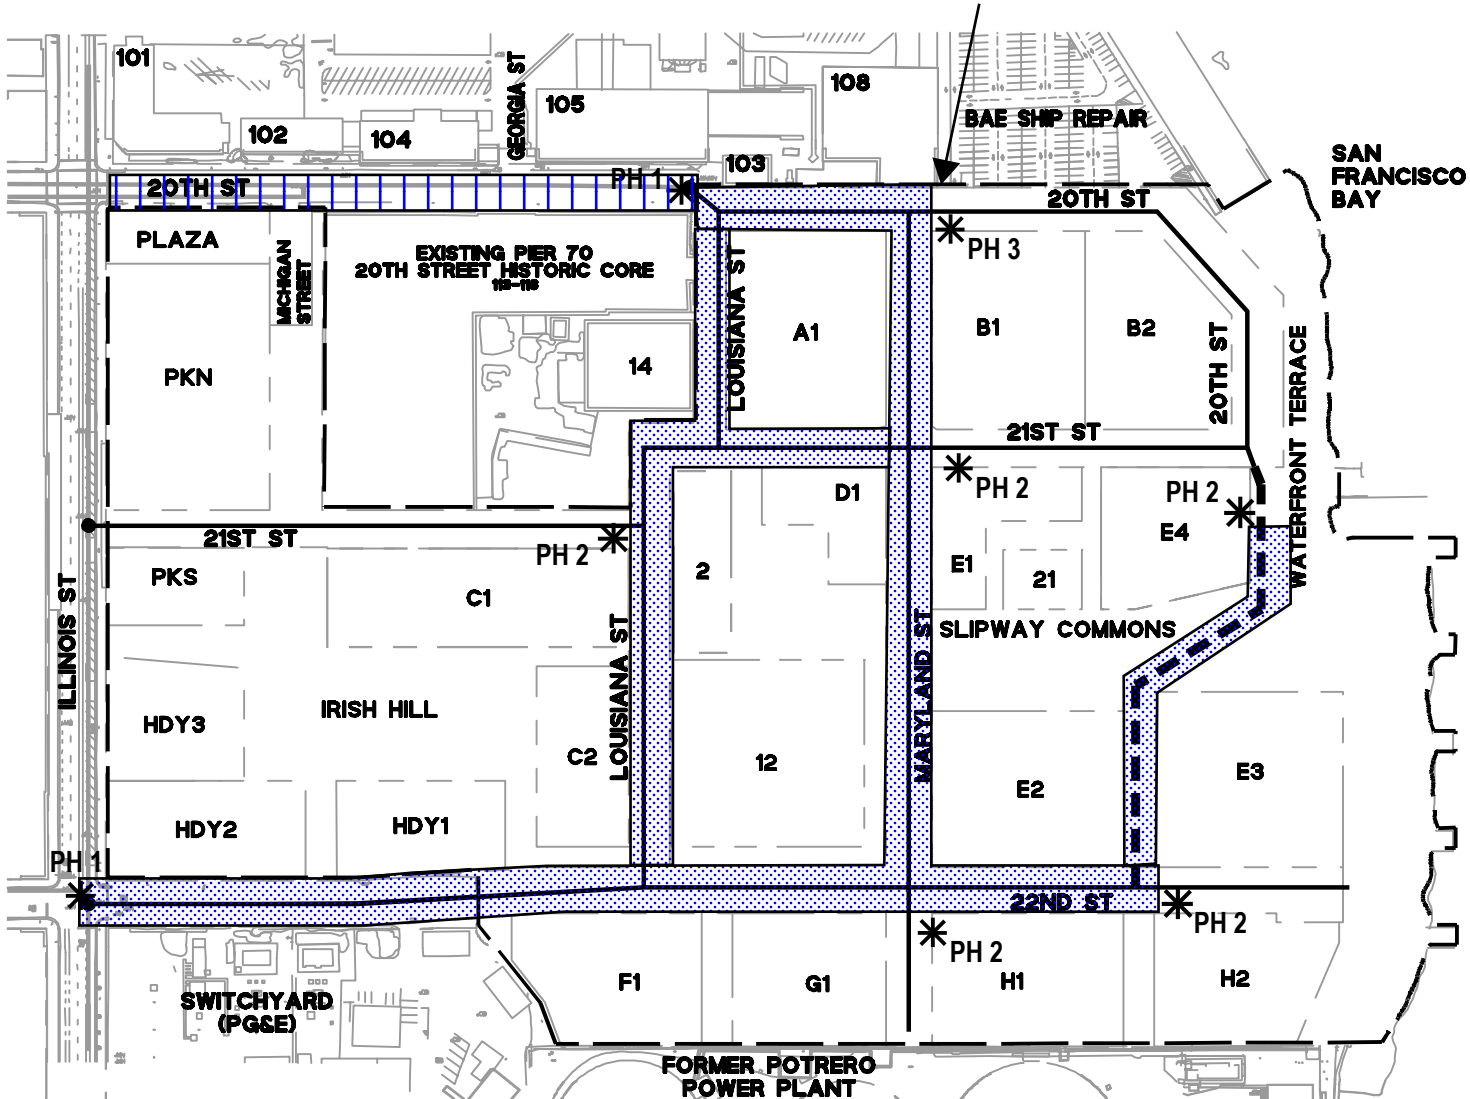 101
102
104
GEORGIA ST
105
103
108
BAE SHIP REPAIR
SAN
FRANCISCO
BAY
20TH ST
PH 1
20TH ST
PLAZA
MICHIGAN
STREET
EXISTING PIER 70
20TH STREET HISTORIC CORE
113-116
PH 3
LOUISIANA ST
A1
B1
B2
20TH ST
WATERFRONT TERRACE
PKN
14
21ST ST
D1
PH 2
PH 2
E4
21ST ST
PH 2
PKS
C1
2
E1
21
ILLINOIS ST
LOUISIANA ST
MARYLAND ST
SLIPWAY COMMONS
HDY3
IRISH HILL
C2
12
E2
E3
HDY2
HDY1
PH 1
22ND ST
PH 2
PH 2
SWITCHYARD
(PG&E)
F1
G1
H1
H2
FORMER POTRERO
POWER PLANT